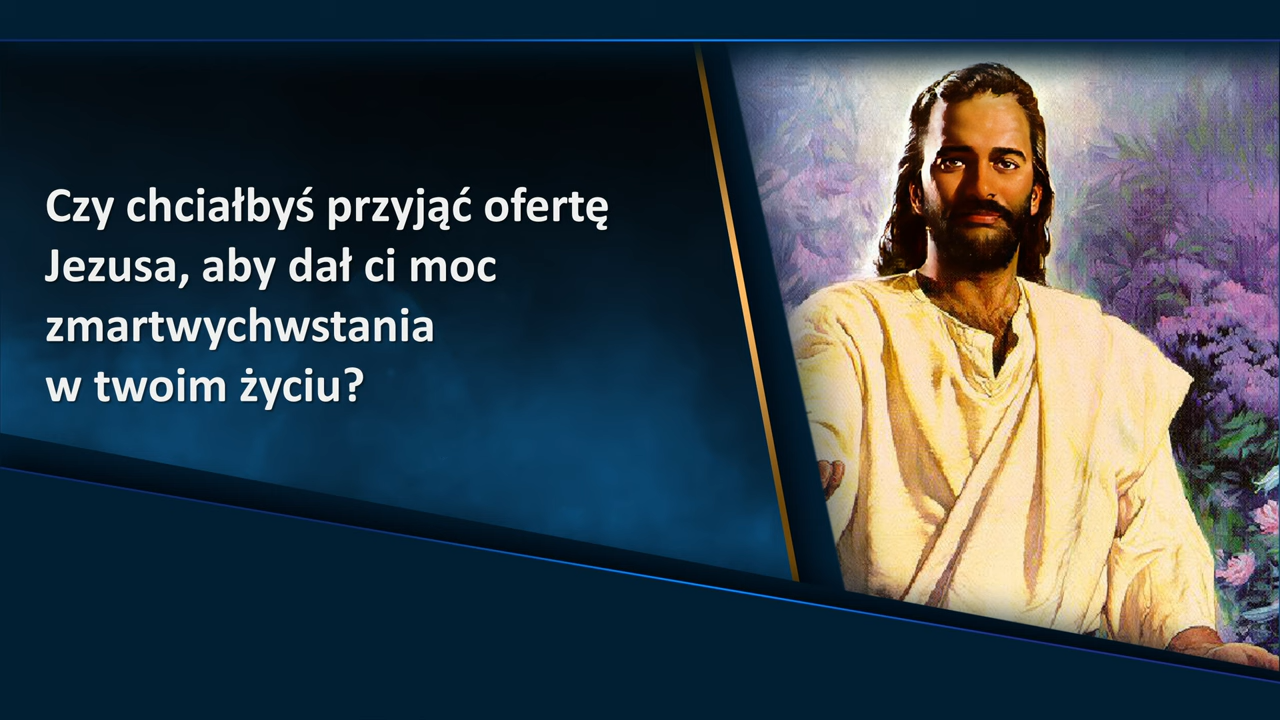 Czy chciałbyś przyjąć ofertę
Jezusa, aby dał ci moc
zmartwychwstania
w twoim życiu?